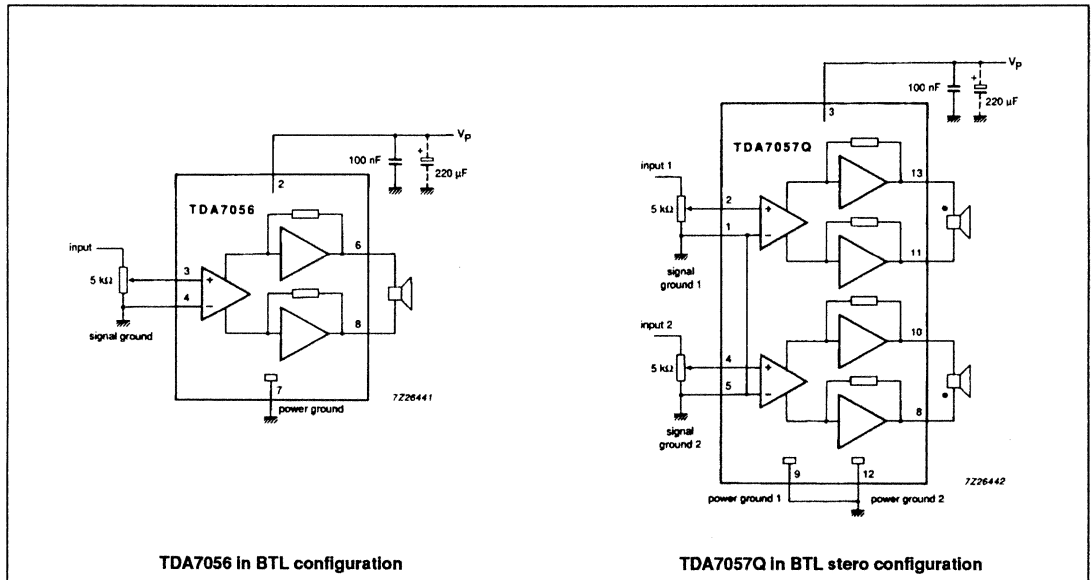 VP
100 nF
+
220 µF
2
TDA7056
input
5 kΩ
3
+
4
−
signal ground
6
8
7
power ground
7Z26441
TDA7056 in BTL configuration
VP
100 nF
+
220 µF
3
TDA7057Q
input 1
5 kΩ
2
+
1
−
signal
ground 1
13
11
input 2
5 kΩ
4
+
5
−
signal
ground 2
10
8
9
12
power ground 1
power ground 2
7Z26442
TDA7057Q in BTL stero configuration